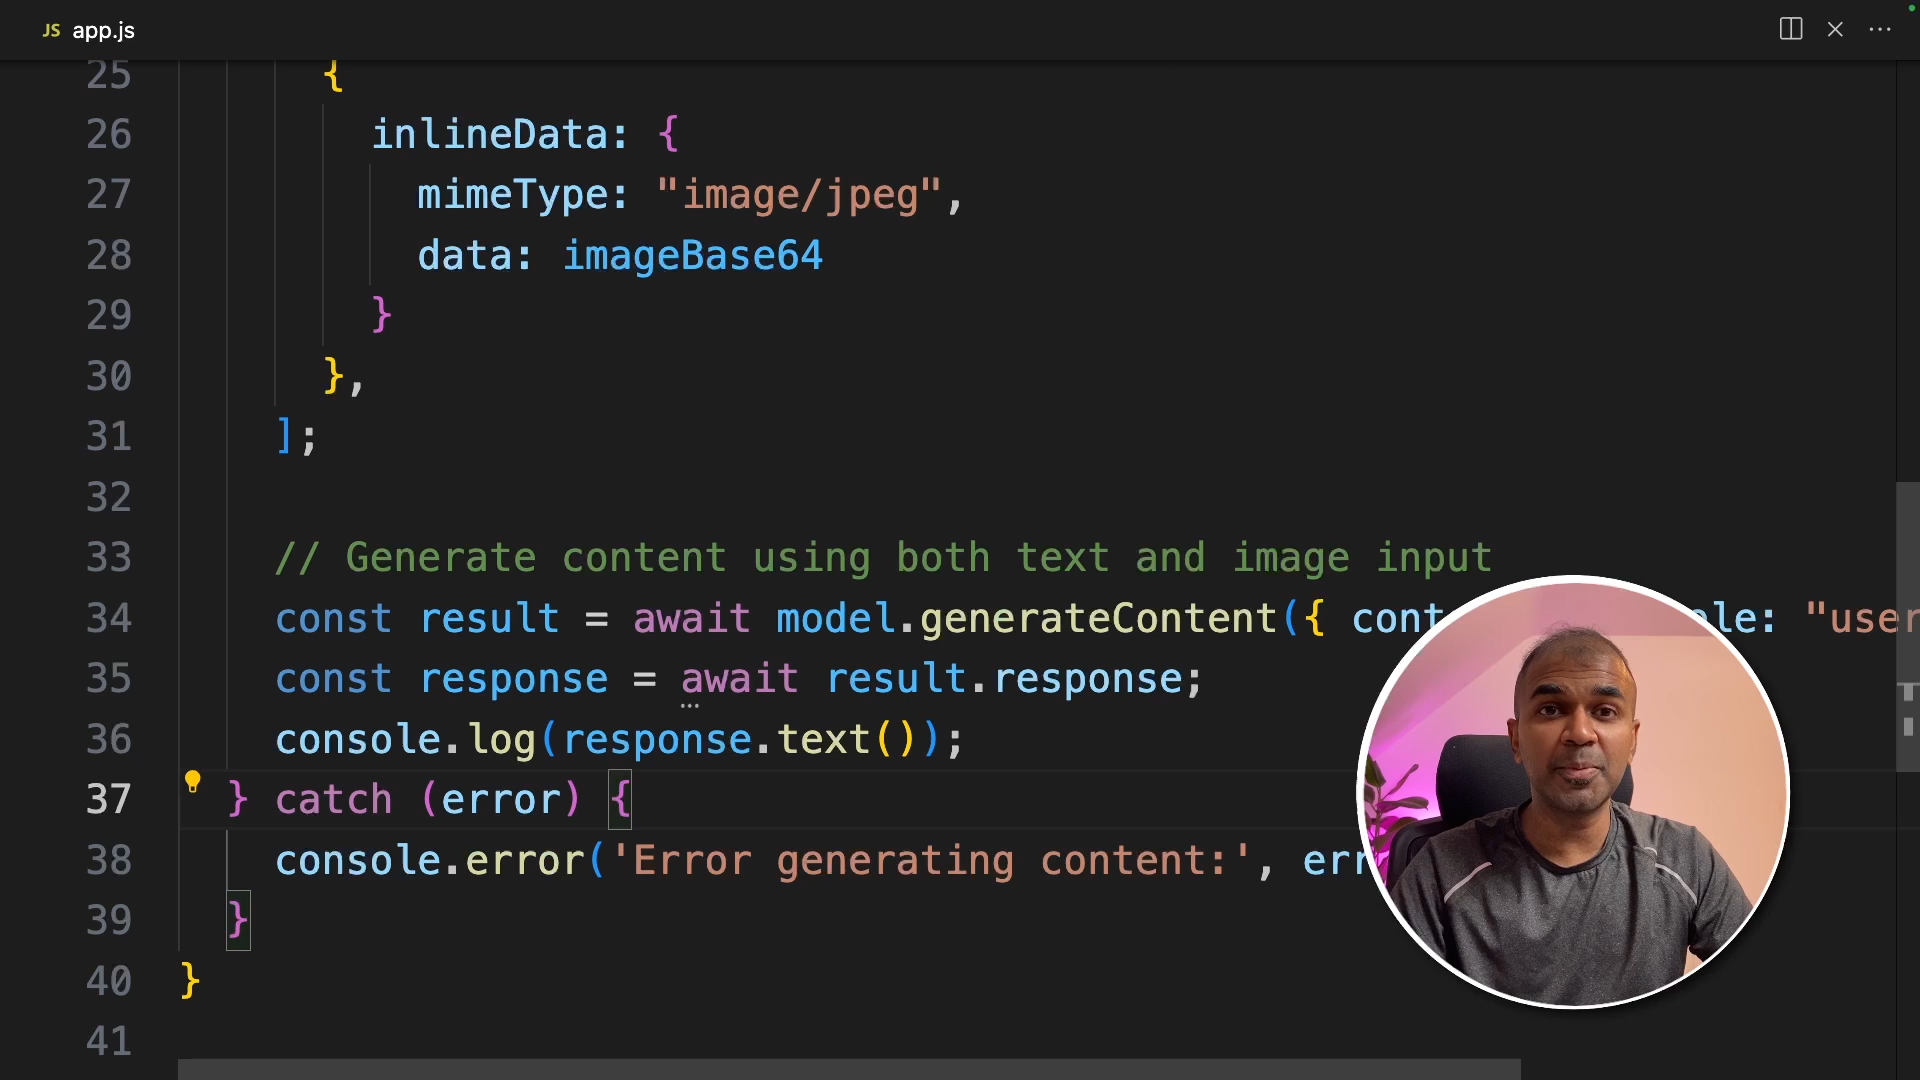 JS app.js
25 {
26 inlineData: {
27 mimeType: "image/jpeg",
28 data: imageBase64
29 }
30 },
31 ];
32
33 // Generate content using both text and image input
34 const result = await model.generateContent({ "user
35 const response = await result.response;
36 console.log(response.text());
37 } catch (error) {
38 console.error('Error generating content:',
39 }
40 }
41